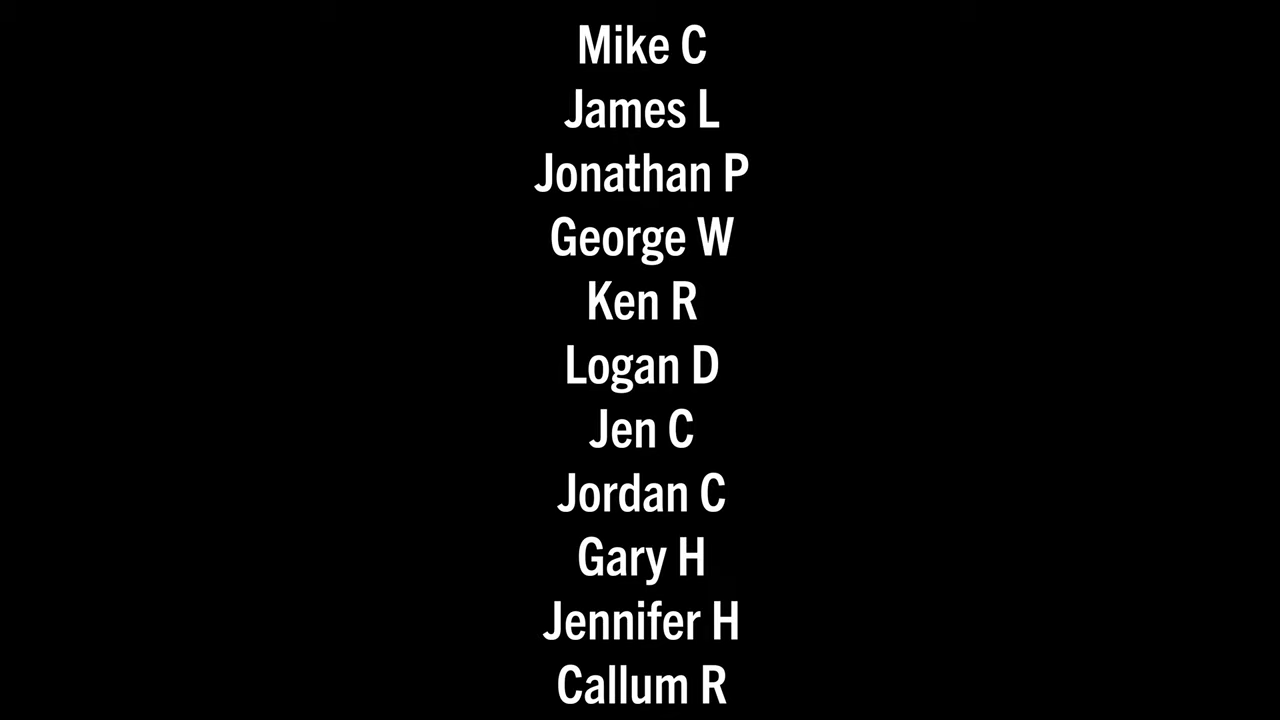 Mike C
James L
Jonathan P
George W
Ken R
Logan D
Jen C
Jordan C
Gary H
Jennifer H
Callum R